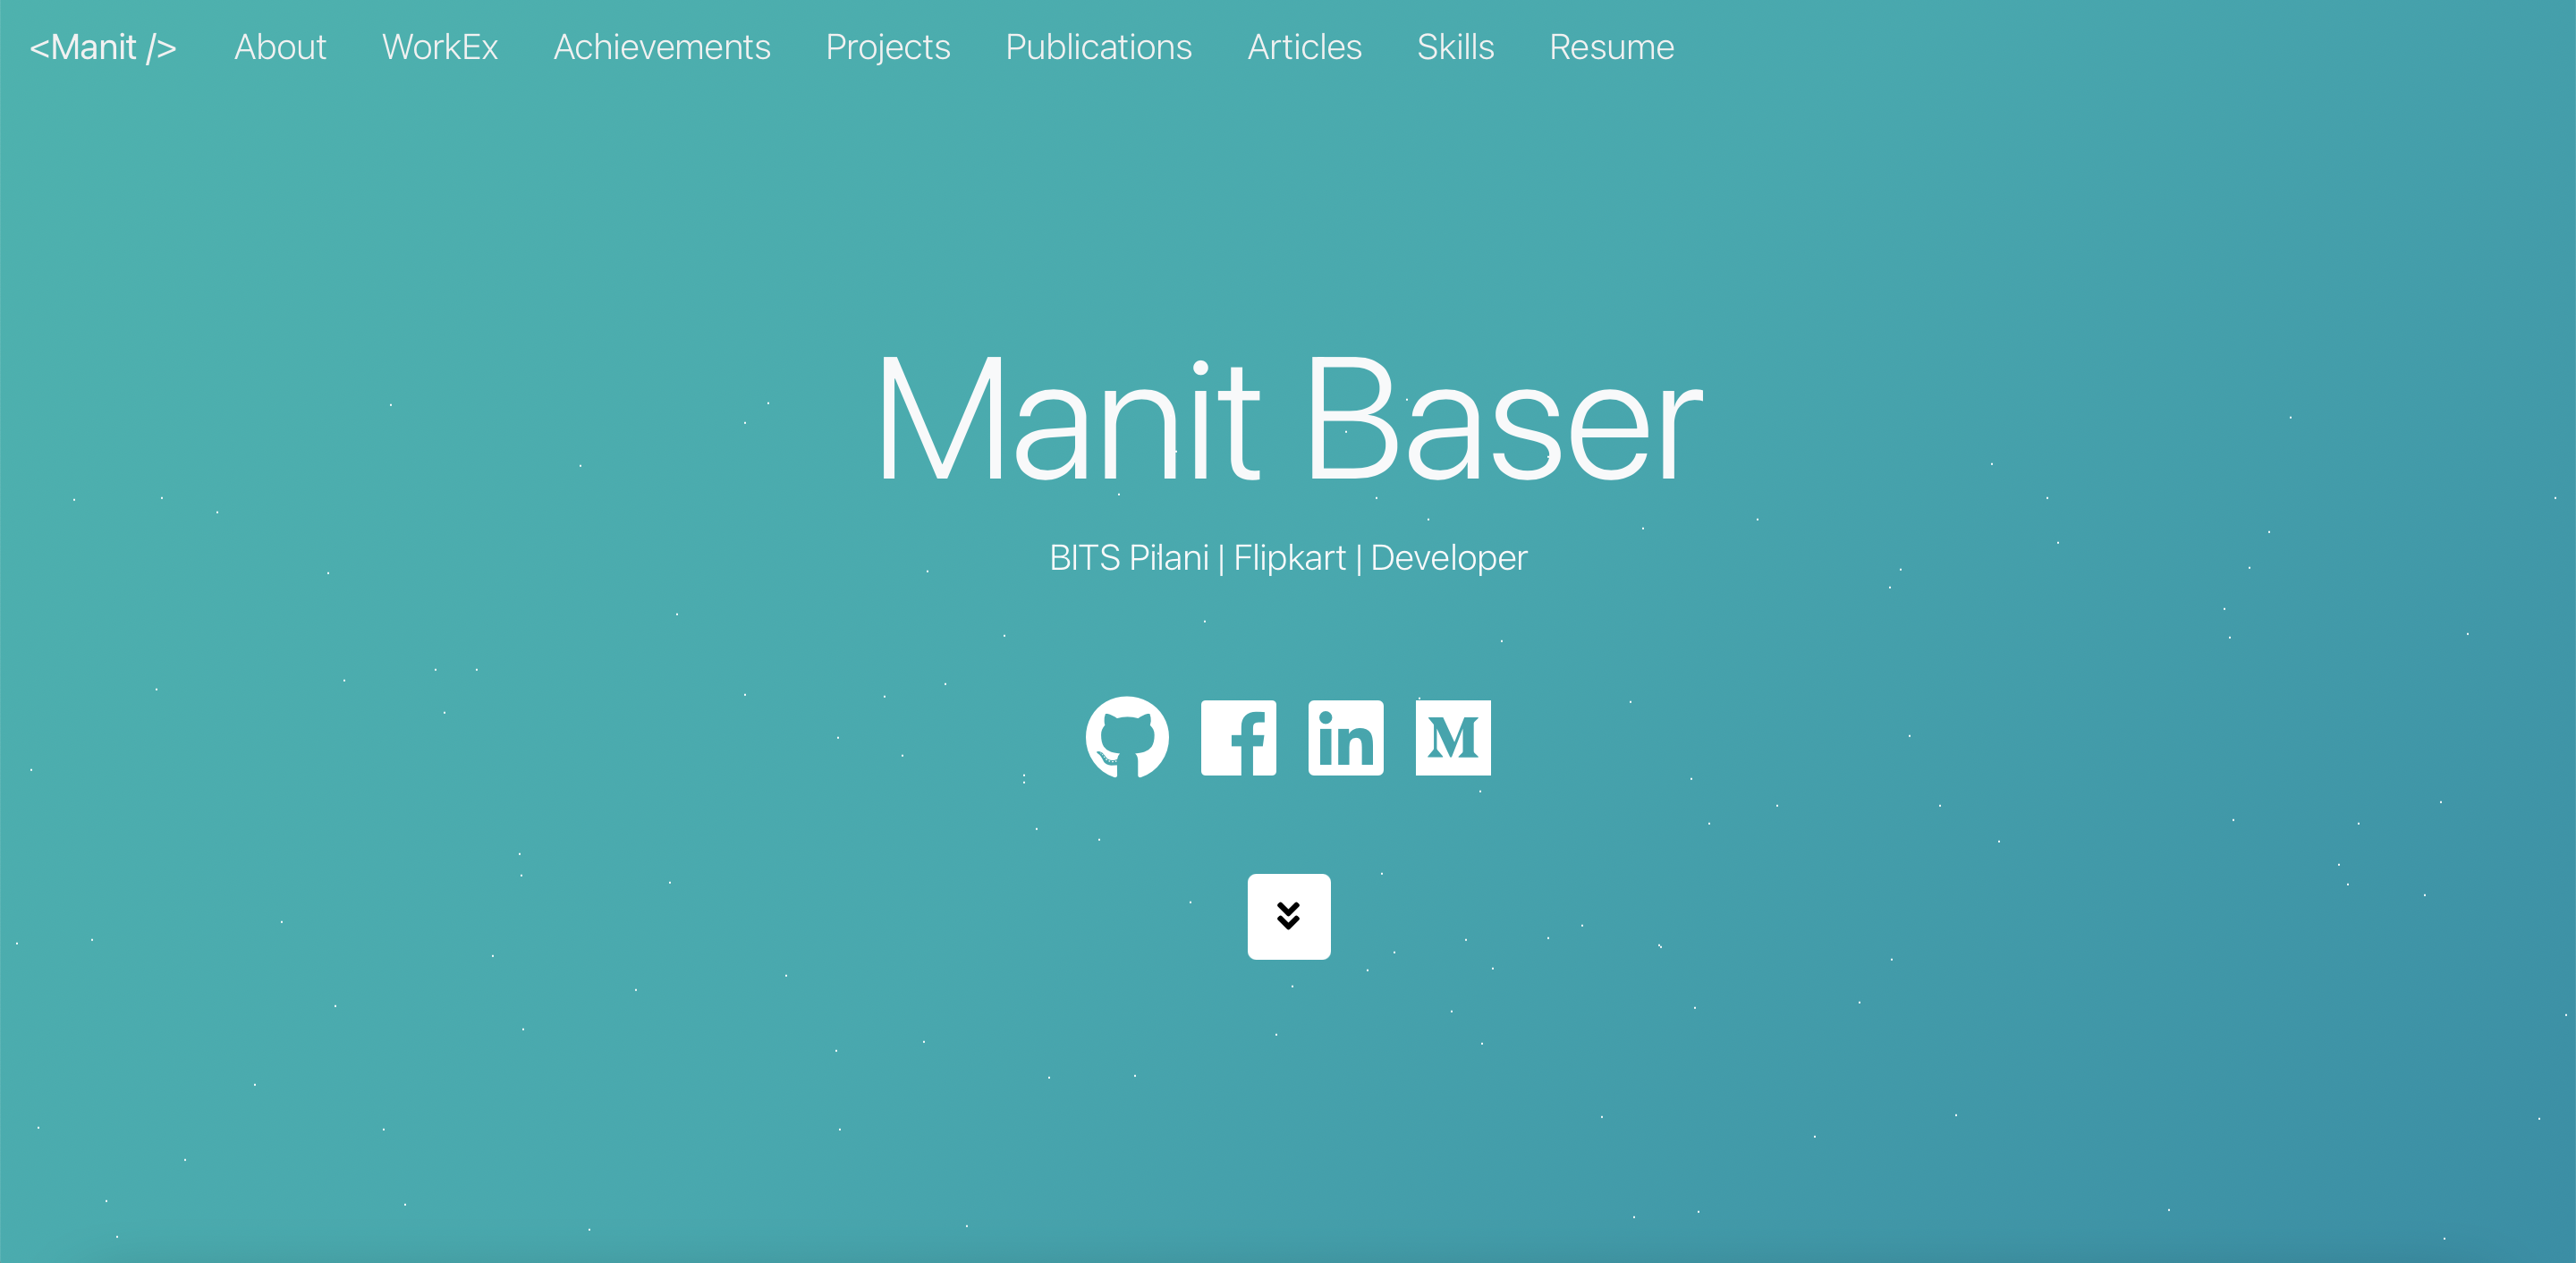 <Manit /> About WorkEx Achievements Projects Publications Articles Skills Resume
Manit Baser
BITS Pilani | Flipkart | Developer